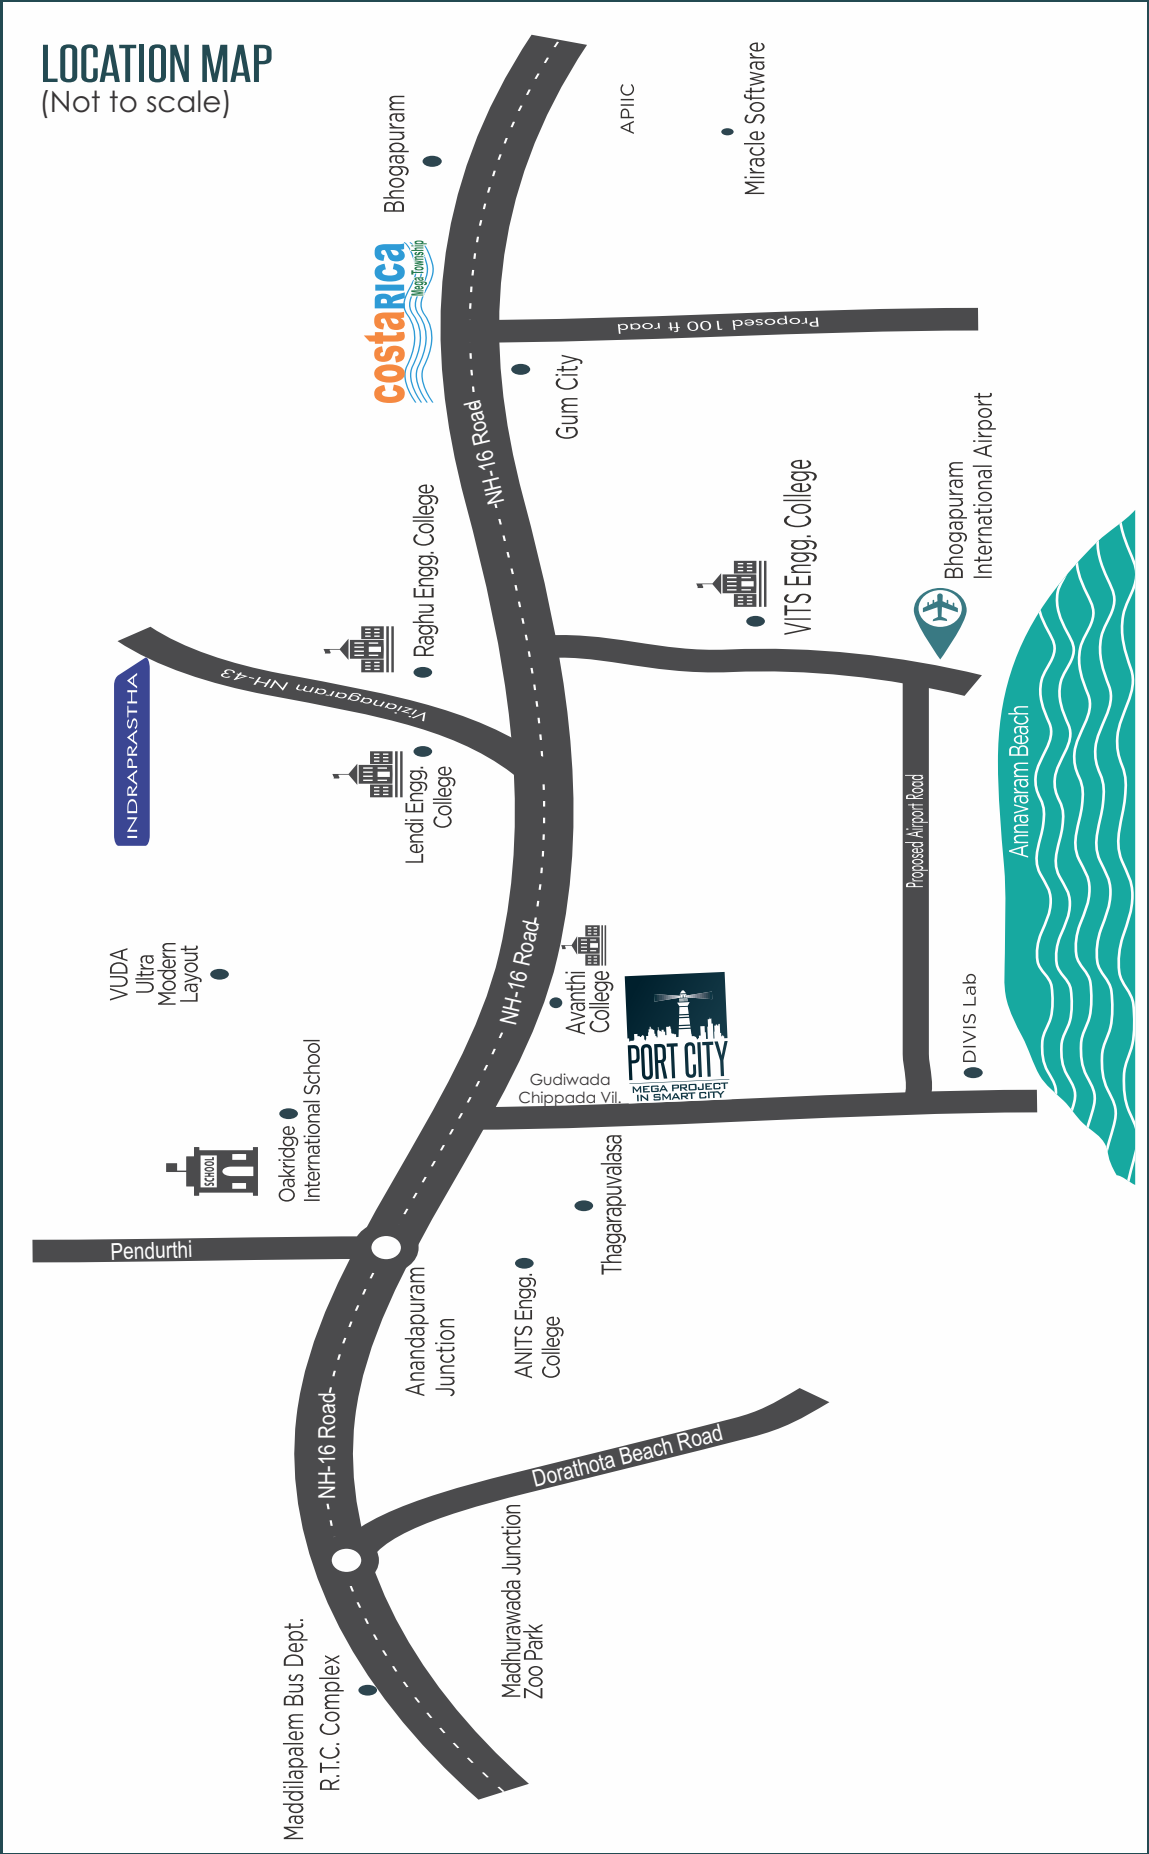 LOCATION MAP
(Not to scale)
Bhogapuram
APIIC
Miracle Software
costaRICA
Mega Township
Proposed 100 ft road
Gum City
NH-16 Road
Raghu Engg. College
VITS Engg. College
Bhogapuram
International Airport
Vizianagaram NH-43
INDRAPRASTHA
Lendi Engg.
College
Proposed Airport Road
Annavaram Beach
VUDA
Ultra
Modern
Layout
NH-16 Road
Avanthi
College
PORT CITY
MEGA PROJECT
IN SMART CITY
Gudiwada
Chippada Vil.
DIVIS Lab
Oakridge
International School
SCHOOL
Thagarapuvalasa
Pendurthi
Anandapuram
Junction
ANITS Engg.
College
NH-16 Road
Dorathota Beach Road
Madhurawada Junction
Zoo Park
Maddilapalem Bus Dept.
R.T.C. Complex